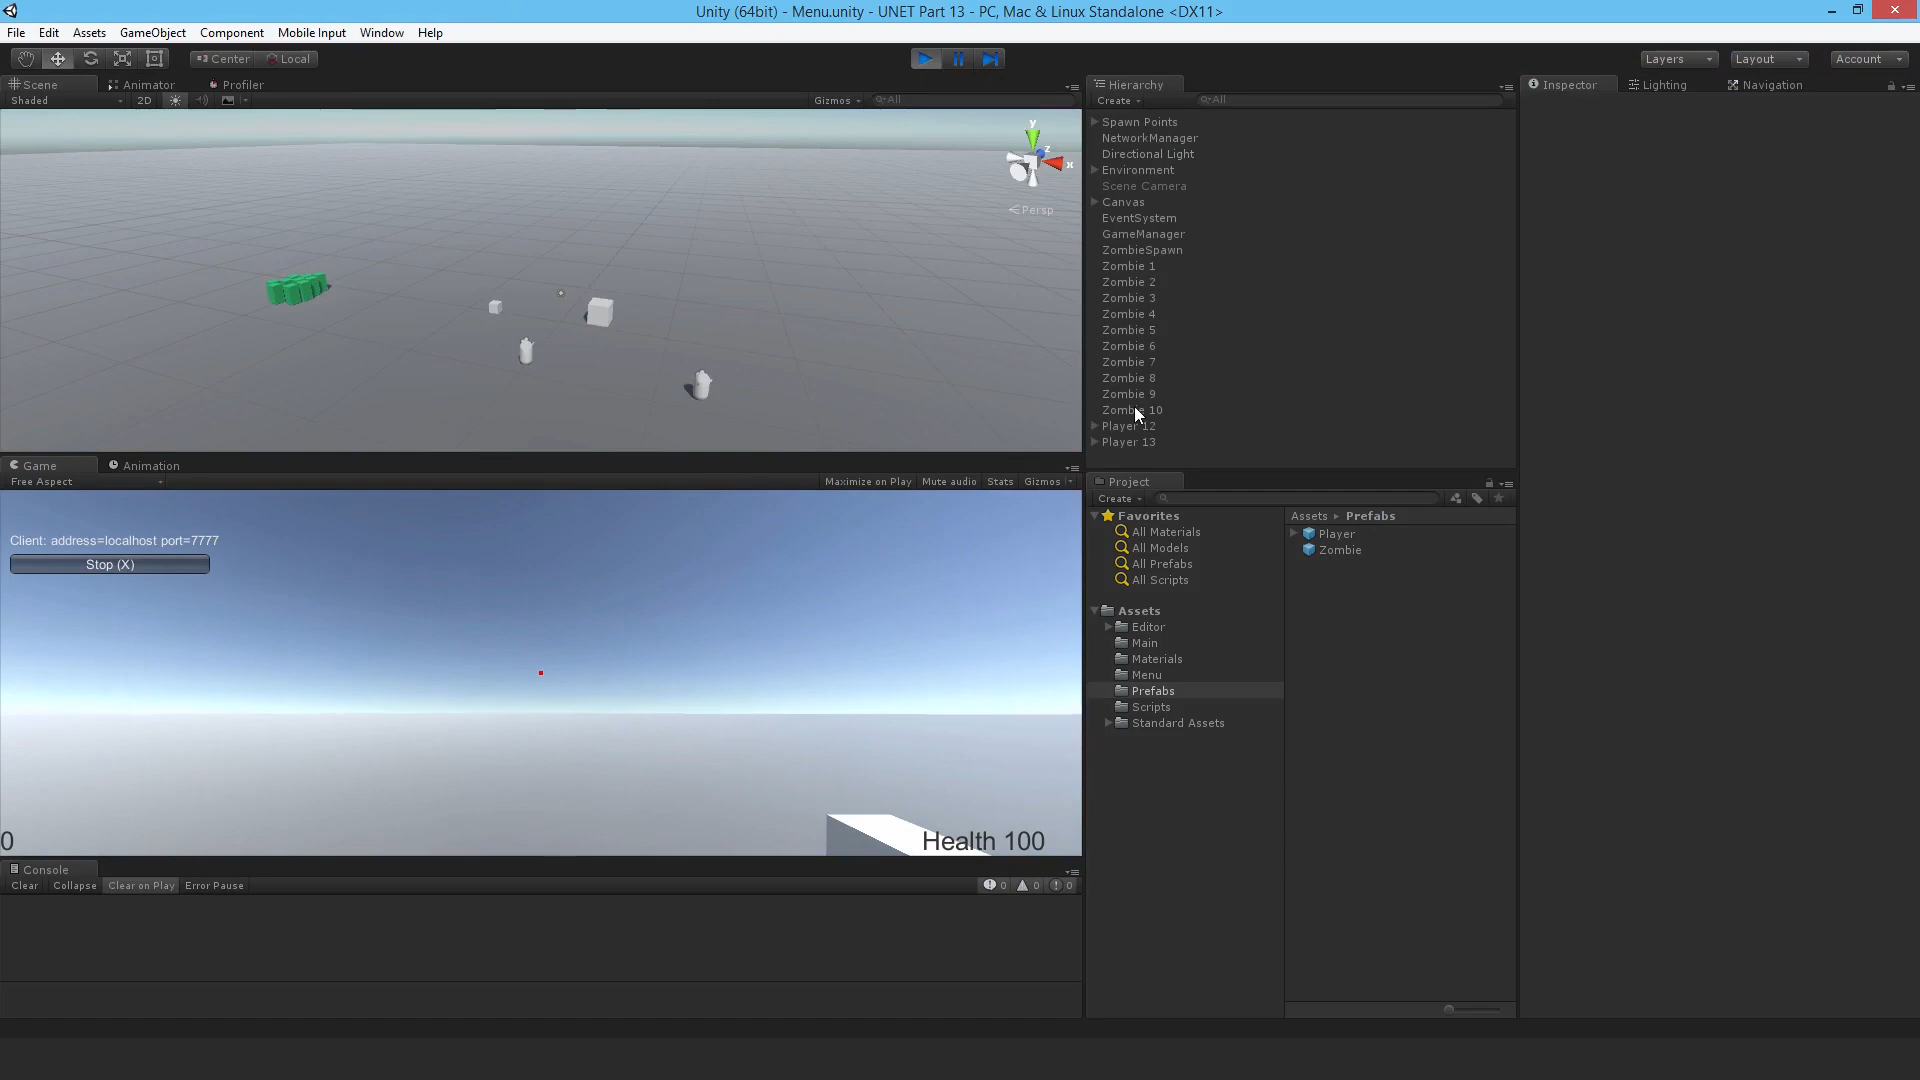 Unity (64bit) - Menu.unity - UNET Part 13 - PC, Mac & Linux Standalone <DX11>
File Edit Assets GameObject Component Mobile Input Window Help
Center Local Layers Layout Account
Scene Animator Profiler
Shaded 2D Gizmos All
y
z
x
Persp
Hierarchy
Create All
Spawn Points
NetworkManager
Directional Light
Environment
Scene Camera
Canvas
EventSystem
GameManager
ZombieSpawn
Zombie 1
Zombie 2
Zombie 3
Zombie 4
Zombie 5
Zombie 6
Zombie 7
Zombie 8
Zombie 9
Zombie 10
Player 12
Player 13
Inspector Lighting Navigation
Game Animation
Free Aspect Maximize on Play Mute audio Stats Gizmos
Client: address=localhost port=7777
Stop (X)
0 Health 100
Project
Create
Favorites
All Materials
All Models
All Prefabs
All Scripts
Assets
Editor
Main
Materials
Menu
Prefabs
Scripts
Standard Assets
Assets Prefabs
Player
Zombie
Console
Clear Collapse Clear on Play Error Pause 0 0 0